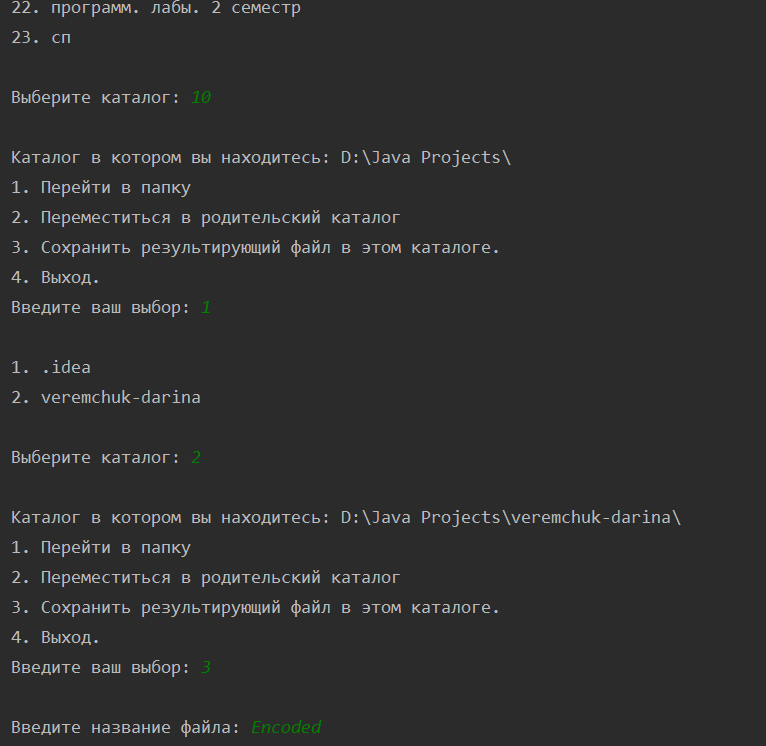 22. программ. лабы. 2 семестр
23. сп
Выберите каталог: 10
Каталог в котором вы находитесь: D:\Java Projects\
1. Перейти в папку
2. Переместиться в родительский каталог
3. Сохранить результирующий файл в этом каталоге.
4. Выход.
Введите ваш выбор: 1
1. .idea
2. veremchuk-darina
Выберите каталог: 2
Каталог в котором вы находитесь: D:\Java Projects\veremchuk-darina\
1. Перейти в папку
2. Переместиться в родительский каталог
3. Сохранить результирующий файл в этом каталоге.
4. Выход.
Введите ваш выбор: 3
Введите название файла: Encoded